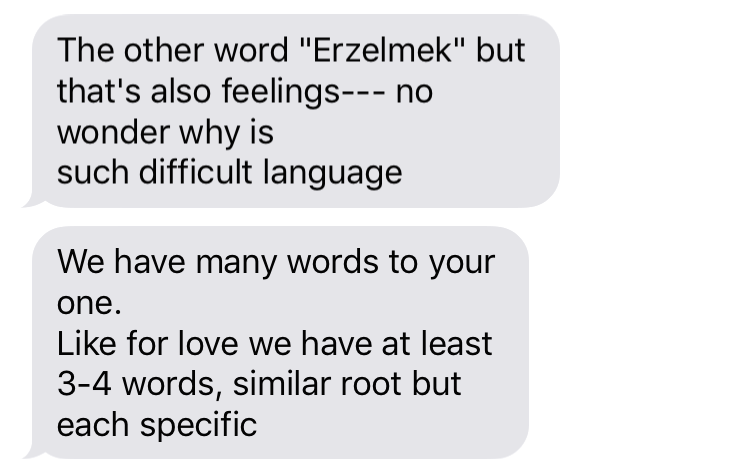 The other word "Erzelmek" but
that's also feelings--- no
wonder why is
such difficult language
We have many words to your
one.
Like for love we have at least
3-4 words, similar root but
each specific